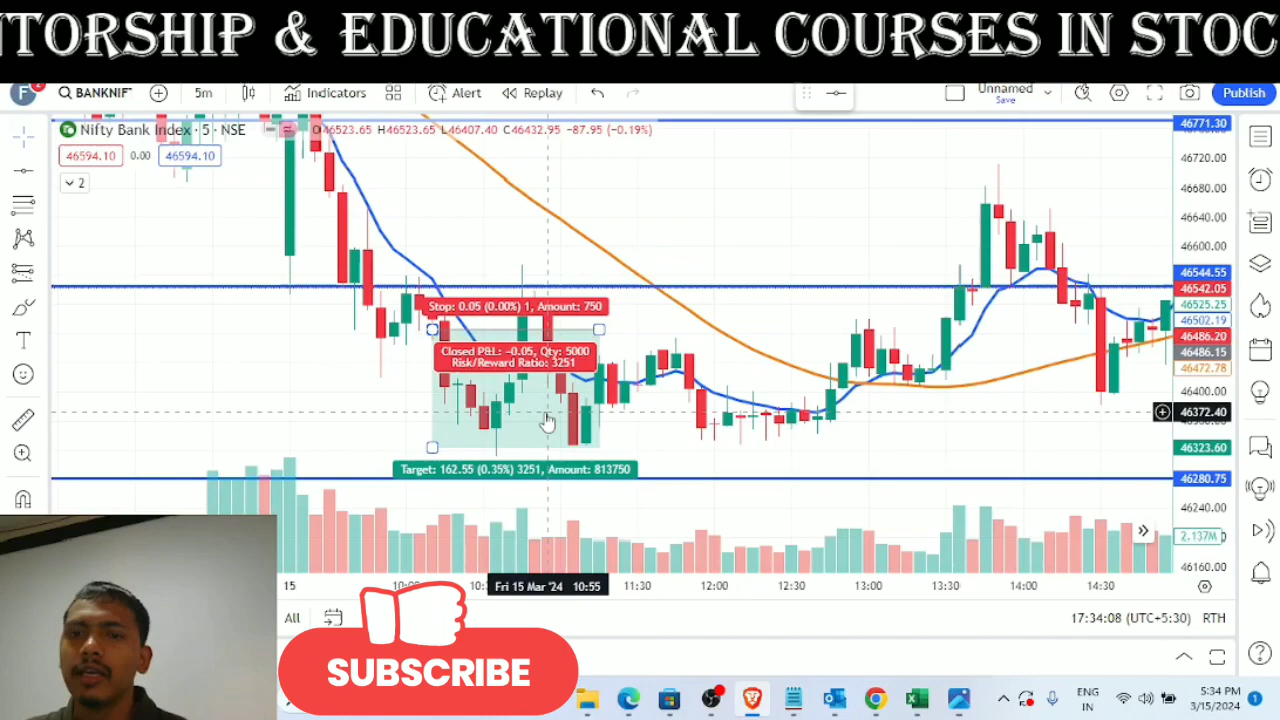 NTORSHIP & EDUCATIONAL COURSES IN STOC
F 2 BANKNIF 5m Indicators Alert Replay Unnamed Save Publish
Nifty Bank Index · 5 · NSE O46523.65 H46523.65 L46407.40 C46432.95 −87.95 (−0.19%)
46594.10 0.00 46594.10
2
46771.30
46720.00
46680.00
46640.00
46600.00
46544.55
46542.05
46525.25
46502.19
46486.20
46486.15
46472.78
46400.00
46372.40
46323.60
46280.75
46240.00
2.137M
46160.00
Stop: 0.05 (0.00%) 1, Amount: 750
Closed P&L: −0.05, Qty: 5000
Risk/Reward Ratio: 3251
Target: 162.55 (0.35%) 3251, Amount: 813750
15 Fri 15 Mar '24 10:55 11:30 12:00 12:30 13:00 13:30 14:00 14:30
All 17:34:08 (UTC+5:30) RTH
SUBSCRIBE
ENG
IN
5:34 PM
3/15/2024
1